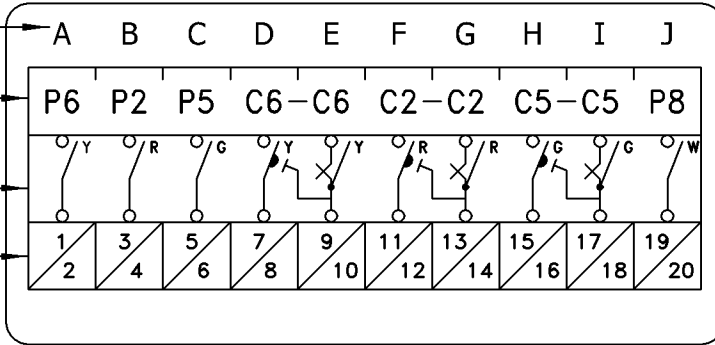 A B C D E F G H I J
P6 P2 P5 C6-C6 C2-C2 C5-C5 P8
Y R G Y Y R R G G W
1 3 5 7 9 11 13 15 17 19
2 4 6 8 10 12 14 16 18 20